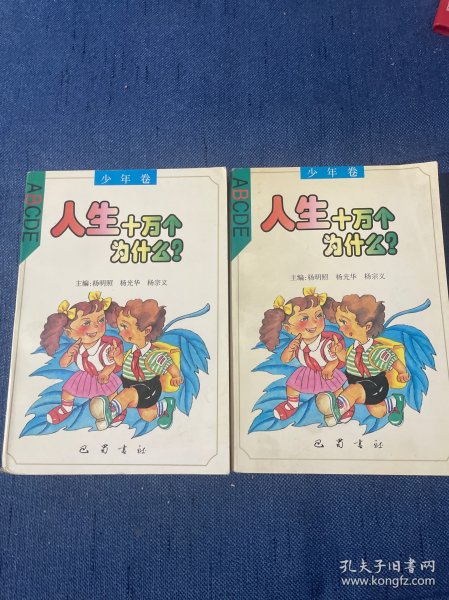 少年卷
ABCDE
人生十万个
为什么?
主编:杨明照 杨光华 杨宗义
巴蜀书社
少年卷
ABCDE
人生十万个
为什么?
主编:杨明照 杨光华 杨宗义
巴蜀书社
孔夫子旧书网
www.kongfz.com